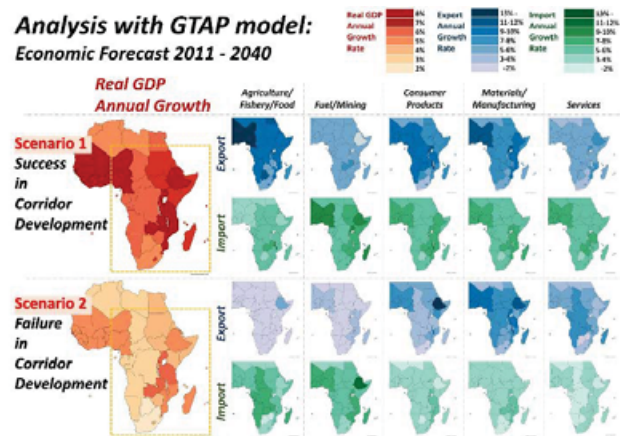 Analysis with GTAP model:
Economic Forecast 2011 - 2040
Real GDP
Annual
Growth
Rate
8%
7%
6%
5%
4%
3%
2%
Export
Annual
Growth
Rate
13% -
11-12%
9-10%
7-8%
5-6%
3-4%
-2%
Import
Annual
Growth
Rate
13% -
11-12%
9-10%
7-8%
5-6%
3-4%
-2%
Real GDP
Annual Growth
Agriculture/
Fishery/Food
Fuel/Mining
Consumer
Products
Materials/
Manufacturing
Services
Scenario 1
Success
in
Corridor
Development
Export
Import
Scenario 2
Failure
in
Corridor
Development
Export
Import